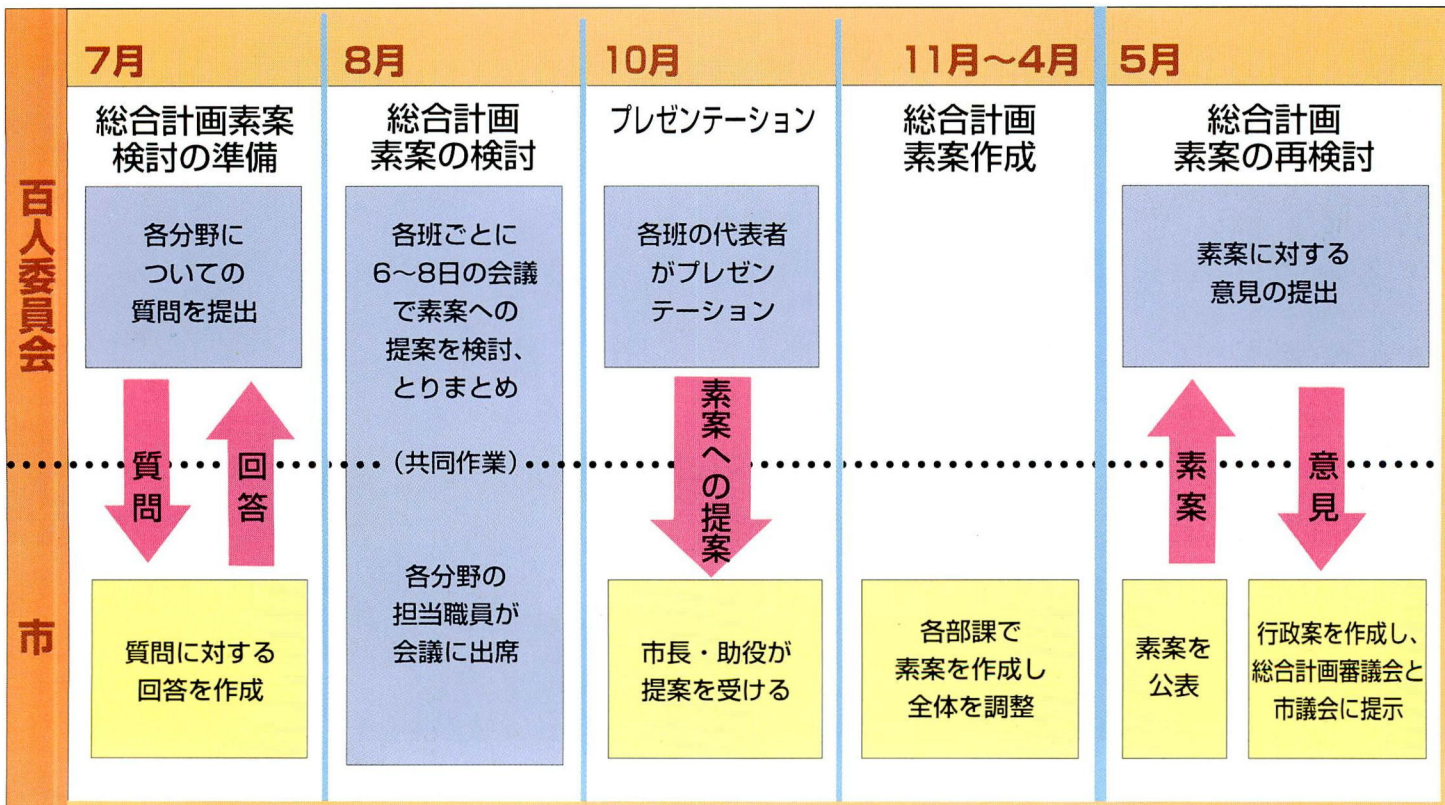 7月
8月
10月
11月～4月
5月
総合計画素案
検討の準備
総合計画
素案の検討
プレゼンテーション
総合計画
素案作成
総合計画
素案の再検討
百人委員会
各分野に
ついての
質問を提出
各班ごとに
6～8日の会議
で素案への
提案を検討、
とりまとめ
各班の代表者
がプレゼン
テーション
素案に対する
意見の提出
質問
回答
（共同作業）
素案への提案
素案
意見
市
質問に対する
回答を作成
各分野の
担当職員が
会議に出席
市長・助役が
提案を受ける
各部課で
素案を作成し
全体を調整
素案を
公表
行政案を作成し、
総合計画審議会と
市議会に提示